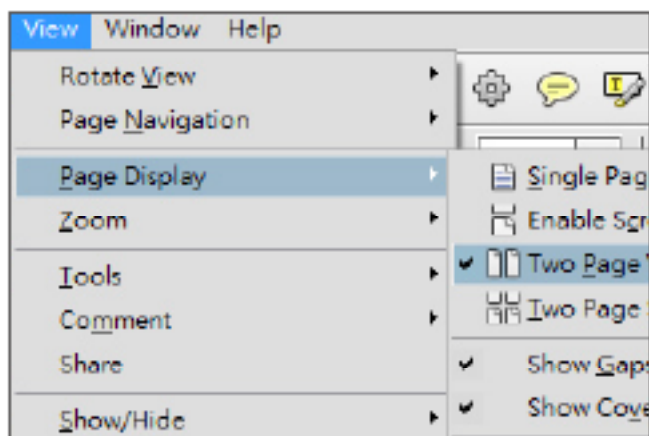 View Window Help
Rotate View
Page Navigation
Page Display
Zoom
Tools
Comment
Share
Show/Hide
Single Pag
Enable Scr
Two Page
Two Page
Show Gaps
Show Cove